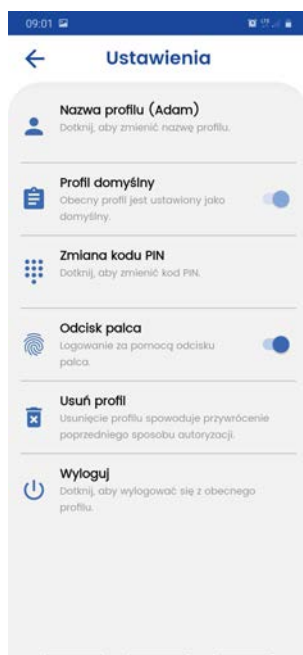 09:01
Ustawienia
Nazwa profilu (Adam)
Dotknij, aby zmienić nazwę profilu.
Profil domyślny
Obecny profil jest ustawiony jako
domyślny.
Zmiana kodu PIN
Dotknij, aby zmienić kod PIN.
Odcisk palca
Logowanie za pomocą odcisku
palca.
Usuń profil
Usunięcie profilu spowoduje przywrócenie
poprzedniego sposobu autoryzacji.
Wyloguj
Dotknij, aby wylogować się z obecnego
profilu.